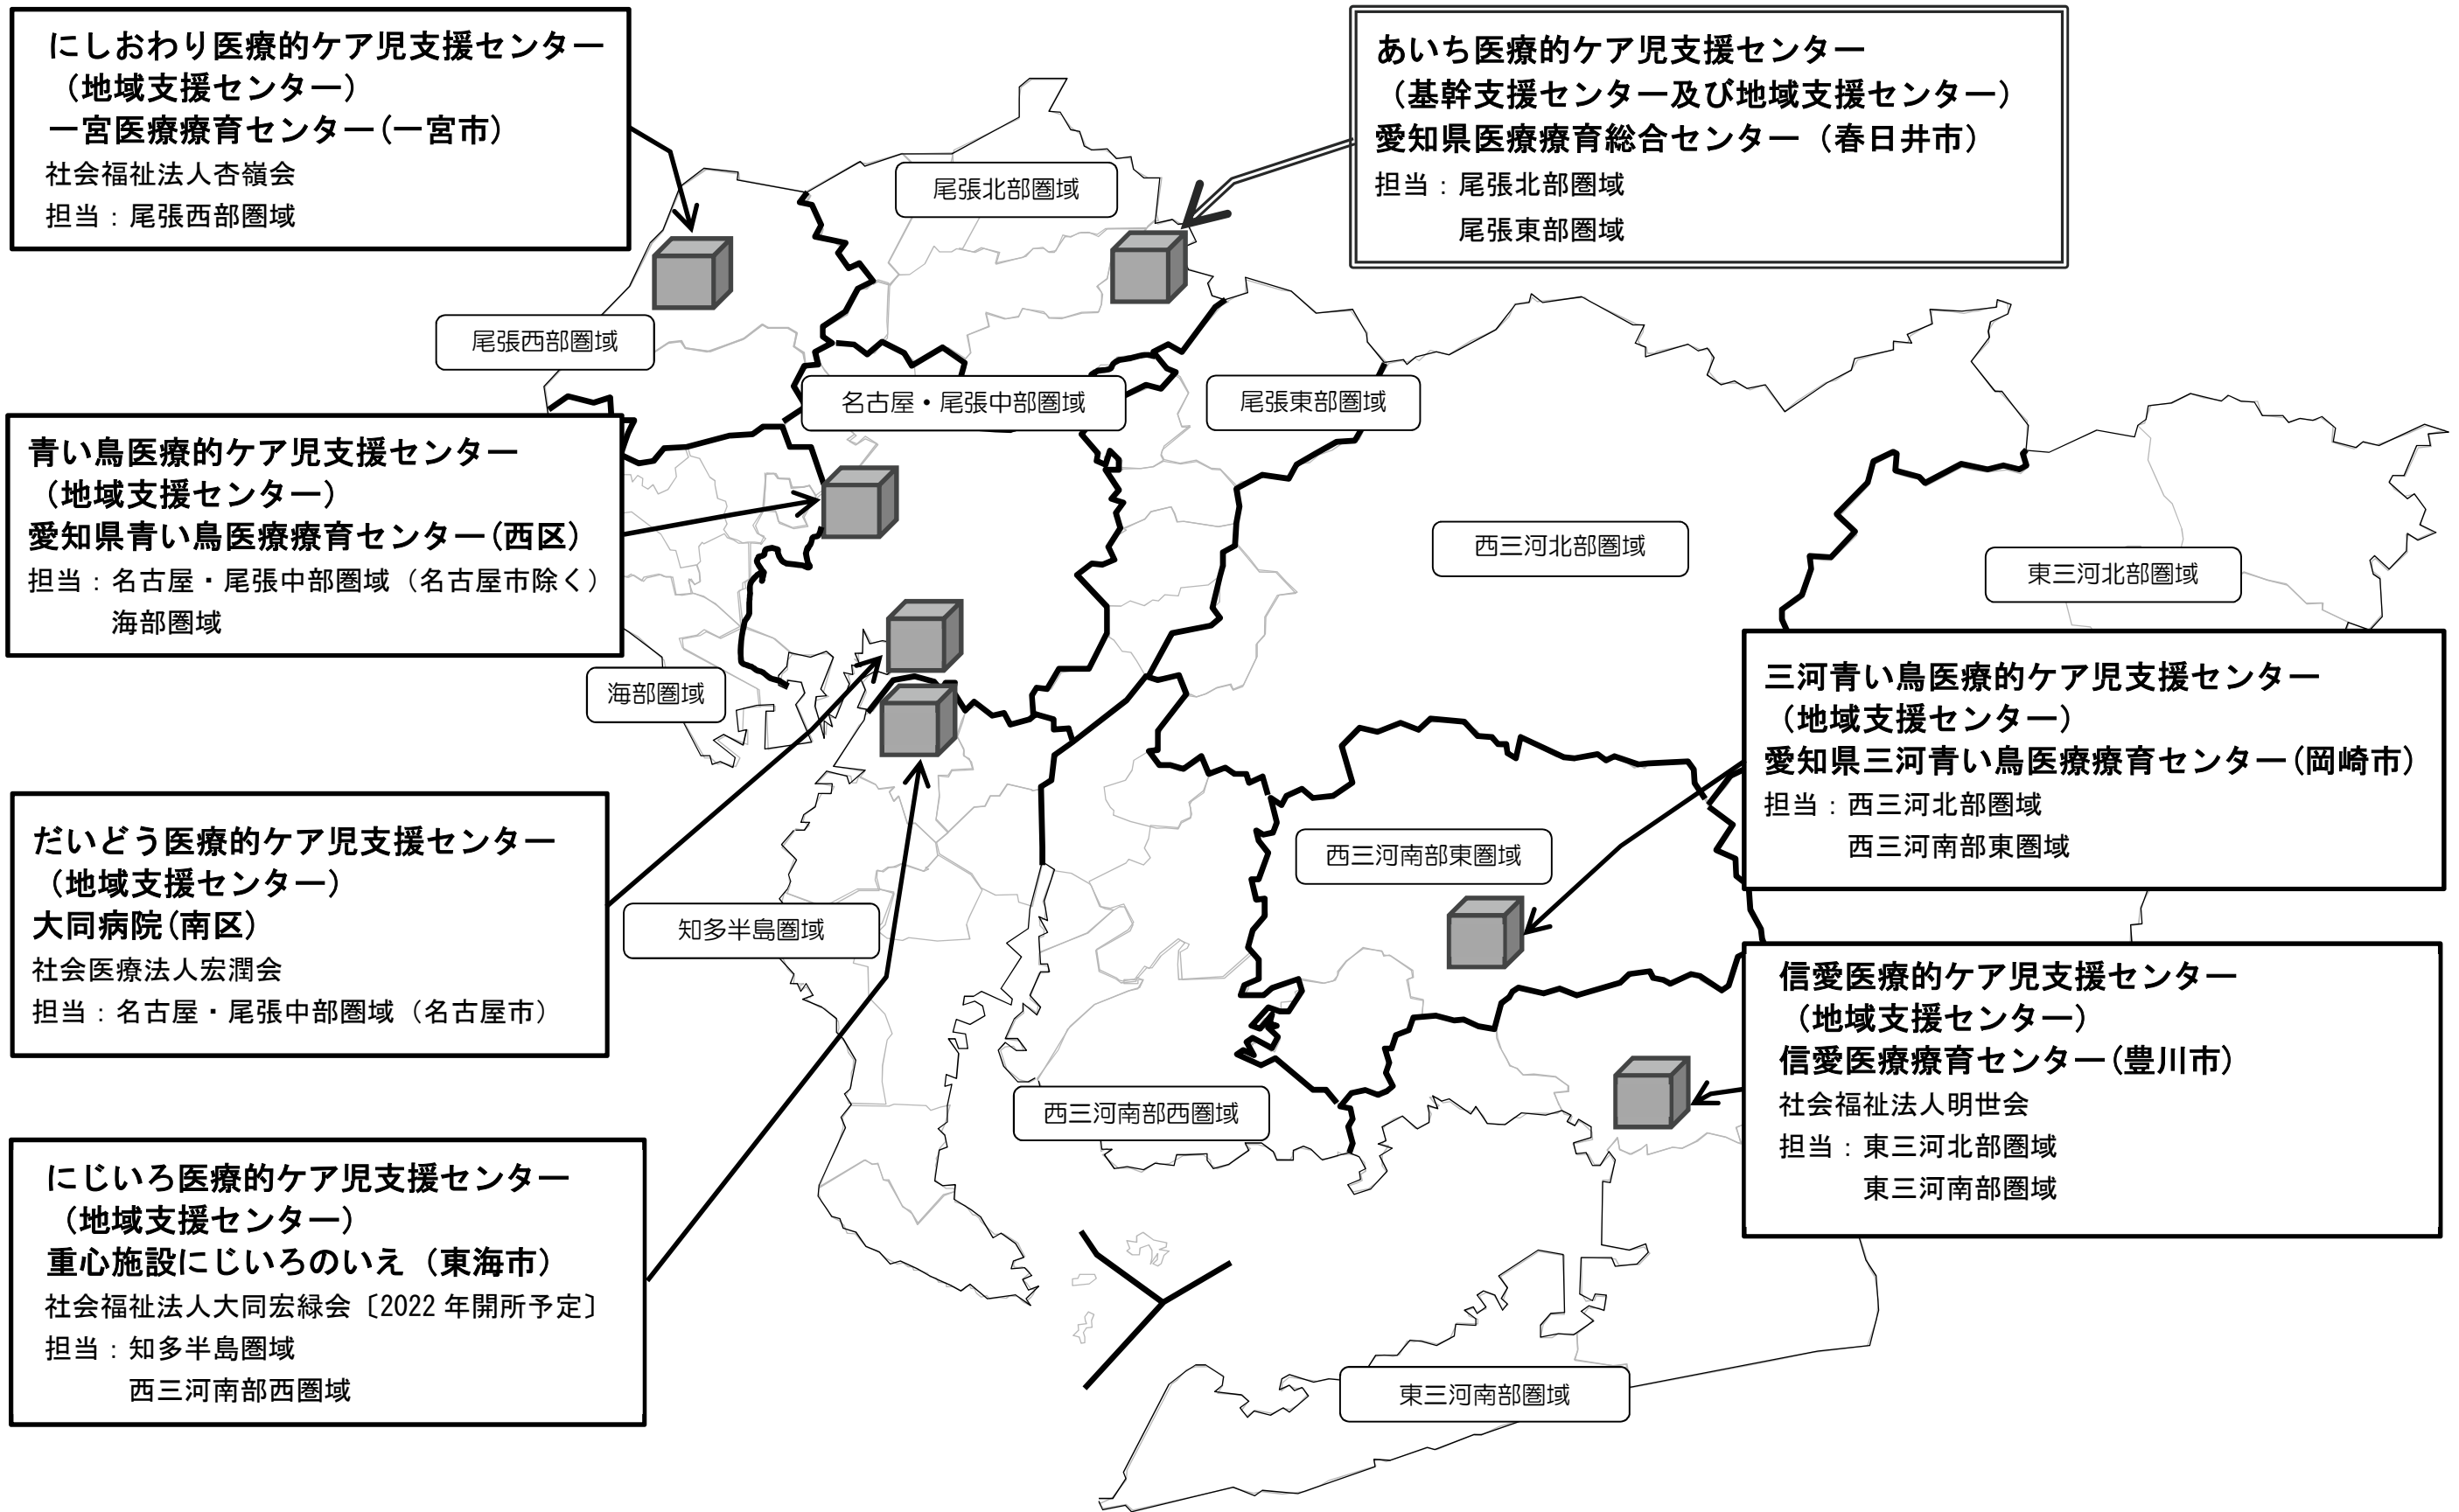 にしおわり医療的ケア児支援センター
（地域支援センター）
一宮医療療育センター(一宮市)
社会福祉法人杏嶺会
担当：尾張西部圏域
あいち医療的ケア児支援センター
（基幹支援センター及び地域支援センター）
愛知県医療療育総合センター（春日井市）
担当：尾張北部圏域
尾張東部圏域
尾張北部圏域
尾張西部圏域
名古屋・尾張中部圏域
尾張東部圏域
青い鳥医療的ケア児支援センター
（地域支援センター）
愛知県青い鳥医療療育センター(西区)
担当：名古屋・尾張中部圏域（名古屋市除く）
海部圏域
西三河北部圏域
東三河北部圏域
海部圏域
三河青い鳥医療的ケア児支援センター
（地域支援センター）
愛知県三河青い鳥医療療育センター(岡崎市)
担当：西三河北部圏域
西三河南部東圏域
だいどう医療的ケア児支援センター
（地域支援センター）
大同病院(南区)
社会医療法人宏潤会
担当：名古屋・尾張中部圏域（名古屋市）
西三河南部東圏域
知多半島圏域
信愛医療的ケア児支援センター
（地域支援センター）
信愛医療療育センター(豊川市)
社会福祉法人明世会
担当：東三河北部圏域
東三河南部圏域
西三河南部西圏域
にじいろ医療的ケア児支援センター
（地域支援センター）
重心施設にじいろのいえ（東海市）
社会福祉法人大同宏緑会〔2022年開所予定〕
担当：知多半島圏域
西三河南部西圏域
東三河南部圏域